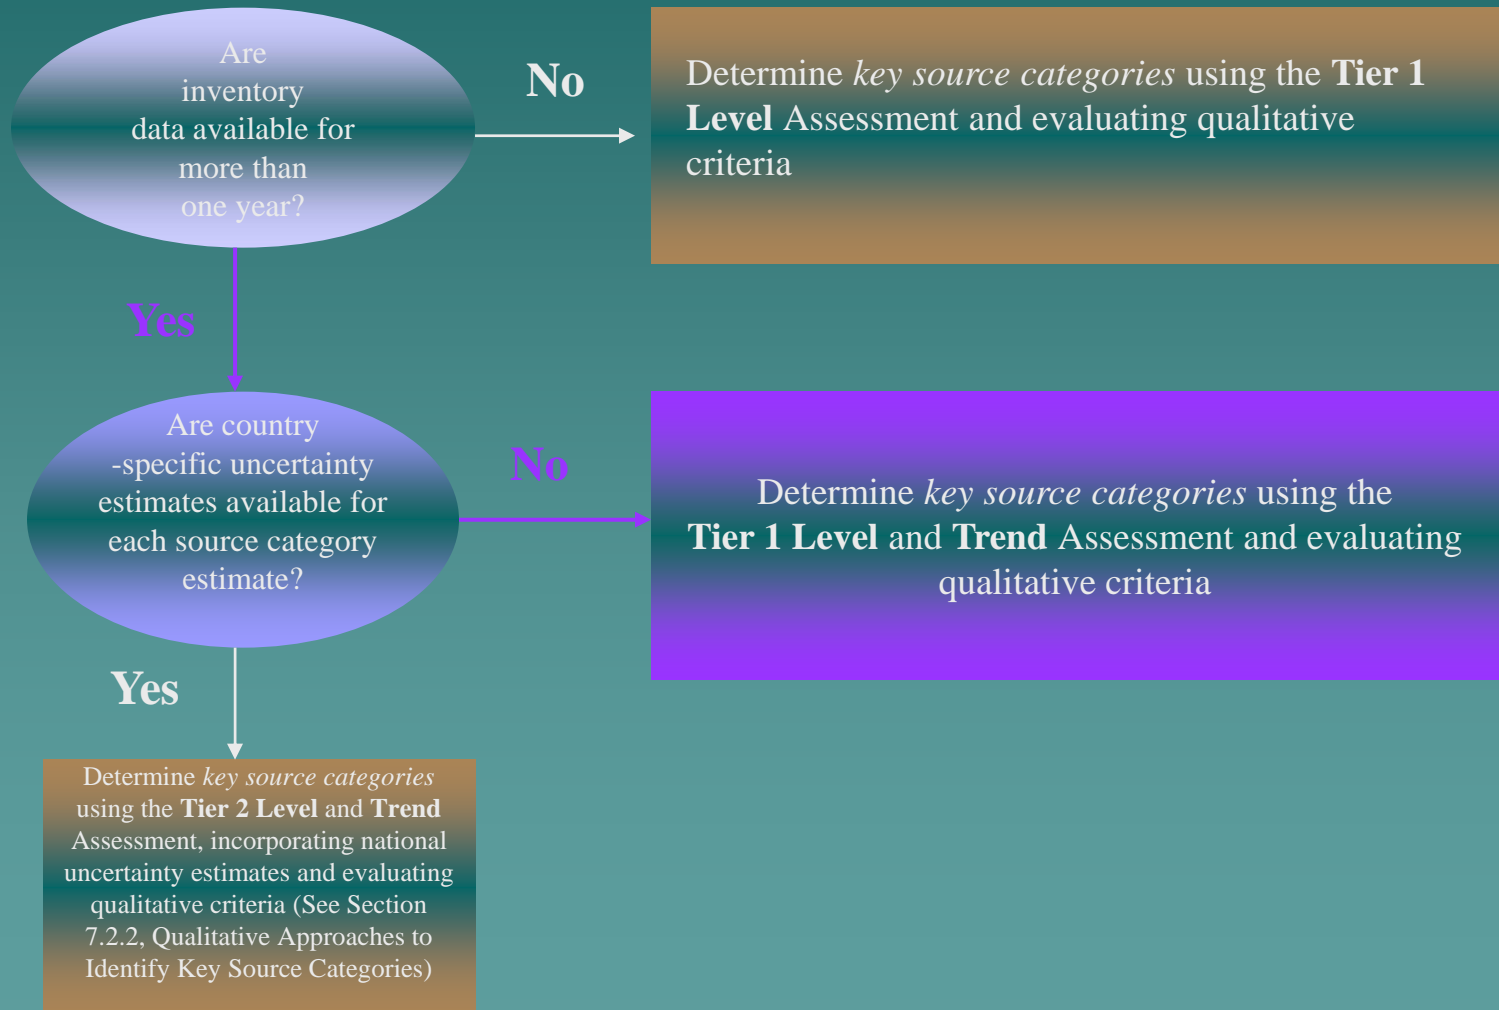 Are
inventory
data available for
more than
one year?
No
Determine key source categories using the Tier 1
Level Assessment and evaluating qualitative
criteria
Yes
Are country
-specific uncertainty
estimates available for
each source category
estimate?
No
Determine key source categories using the
Tier 1 Level and Trend Assessment and evaluating
qualitative criteria
Yes
Determine key source categories
using the Tier 2 Level and Trend
Assessment, incorporating national
uncertainty estimates and evaluating
qualitative criteria (See Section
7.2.2, Qualitative Approaches to
Identify Key Source Categories)